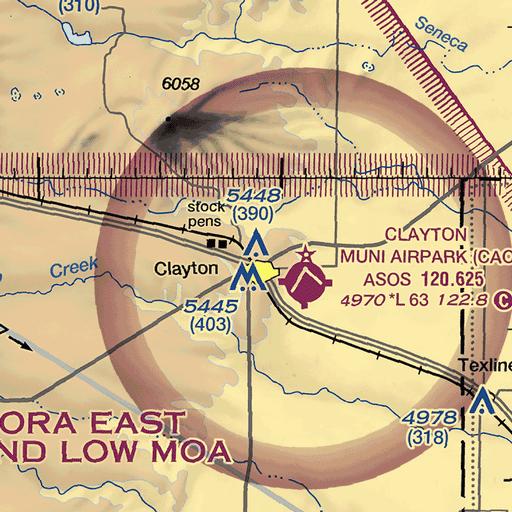 (310)
Seneca
6058
5448
(390)
stock
pens
CLAYTON
MUNI AIRPARK (CAO
Creek
Clayton
ASOS 120.625
4970 *L 63 122.8 C
5445
(403)
Texline
ORA EAST
ND LOW MOA
4978
(318)